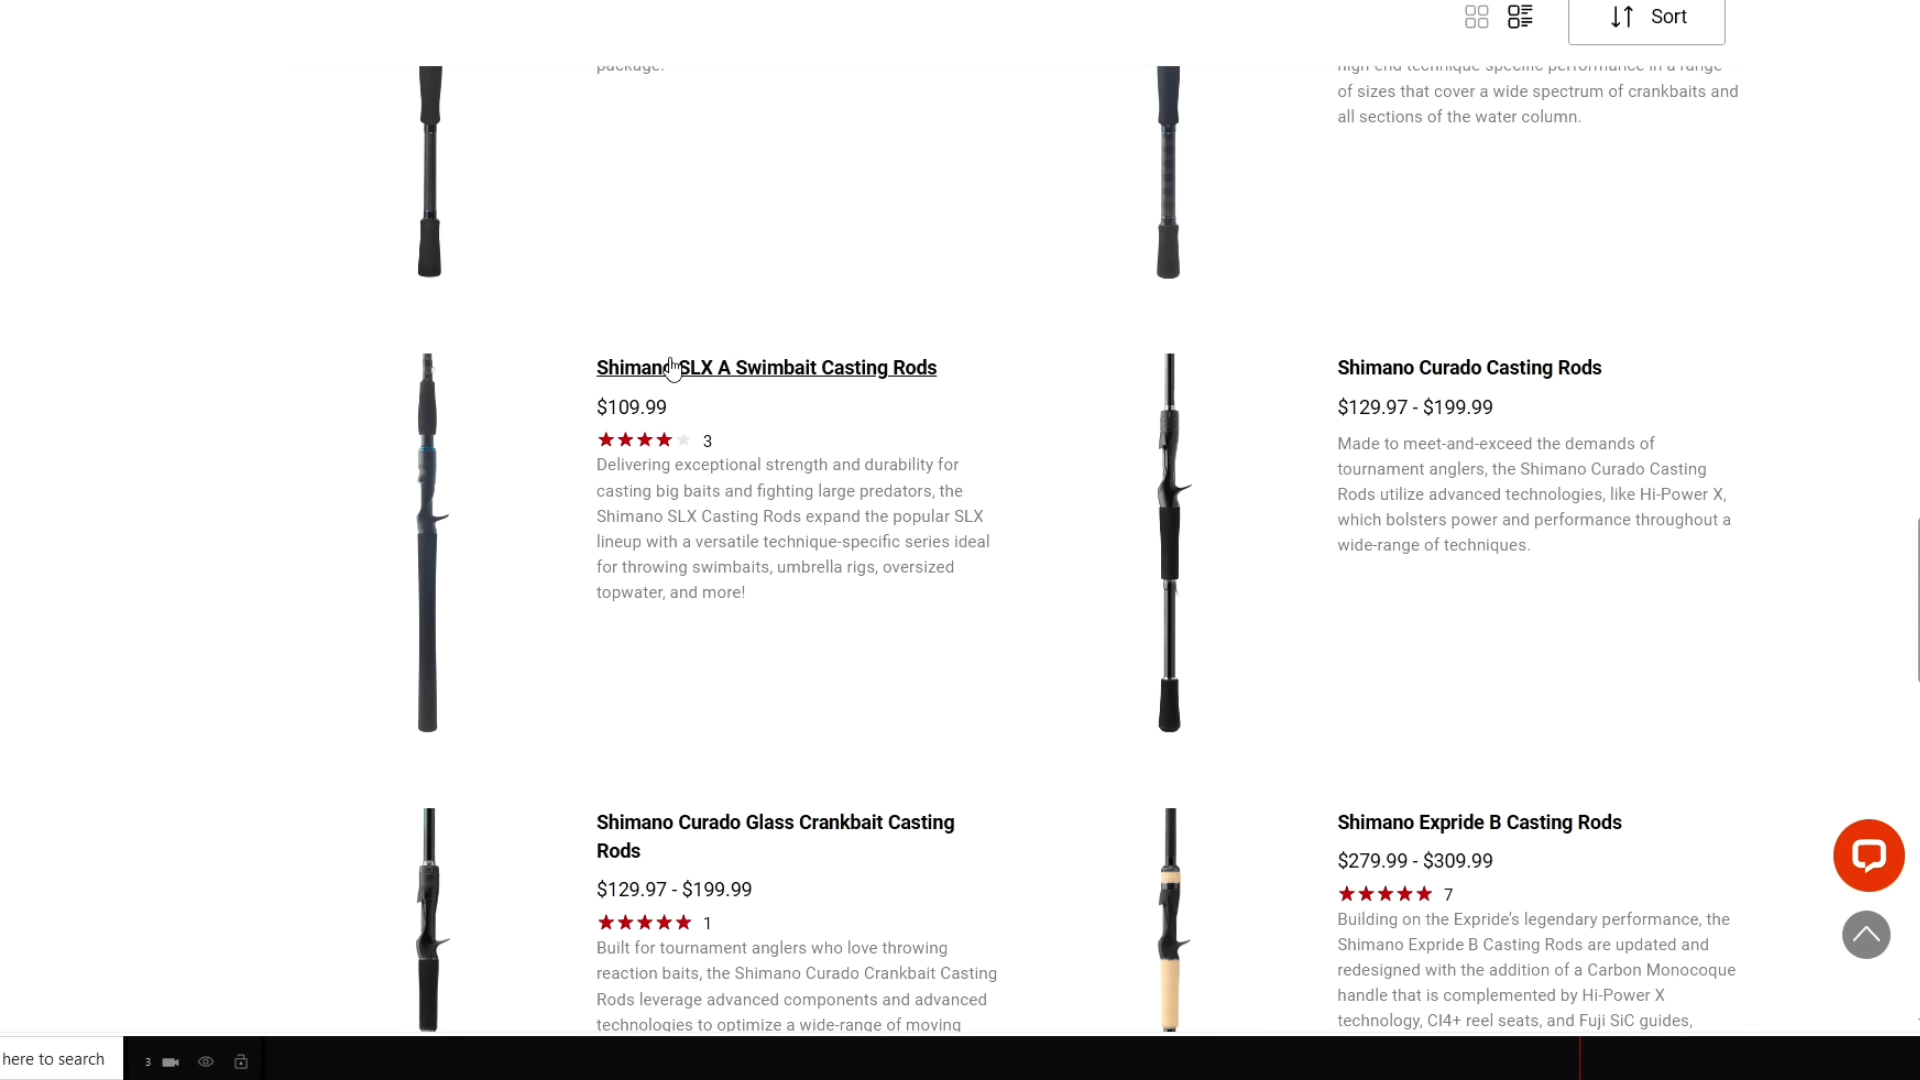 Sort
package.
high-end technique-specific performance in a range
of sizes that cover a wide spectrum of crankbaits and
all sections of the water column.
Shimano SLX A Swimbait Casting Rods
$109.99
3
Delivering exceptional strength and durability for
casting big baits and fighting large predators, the
Shimano SLX Casting Rods expand the popular SLX
lineup with a versatile technique-specific series ideal
for throwing swimbaits, umbrella rigs, oversized
topwater, and more!
Shimano Curado Casting Rods
$129.97 - $199.99
Made to meet-and-exceed the demands of
tournament anglers, the Shimano Curado Casting
Rods utilize advanced technologies, like Hi-Power X,
which bolsters power and performance throughout a
wide-range of techniques.
Shimano Curado Glass Crankbait Casting
Rods
$129.97 - $199.99
1
Built for tournament anglers who love throwing
reaction baits, the Shimano Curado Crankbait Casting
Rods leverage advanced components and advanced
technologies to optimize a wide-range of moving
Shimano Expride B Casting Rods
$279.99 - $309.99
7
Building on the Expride's legendary performance, the
Shimano Expride B Casting Rods are updated and
redesigned with the addition of a Carbon Monocoque
handle that is complemented by Hi-Power X
technology, CI4+ reel seats, and Fuji SiC guides,
here to search
3